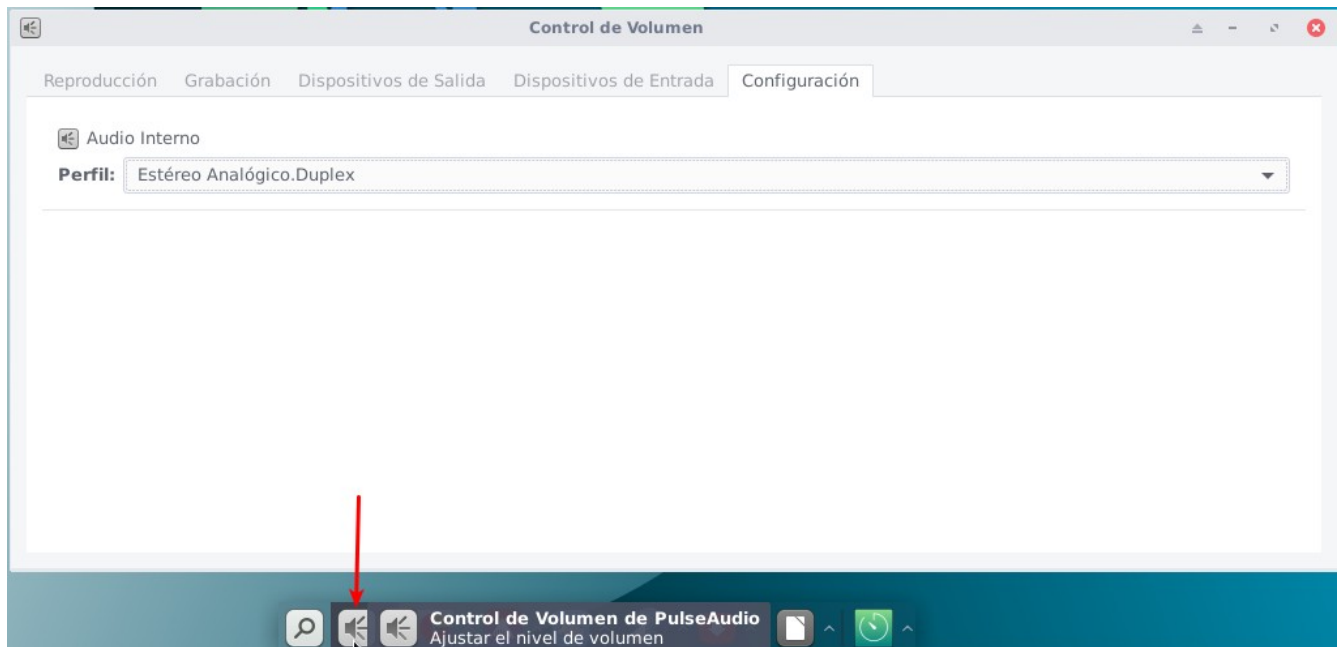 Control de Volumen
Reproducción Grabación Dispositivos de Salida Dispositivos de Entrada Configuración
Audio Interno
Perfil: Estéreo Analógico.Duplex
Control de Volumen de PulseAudio
Ajustar el nivel de volumen